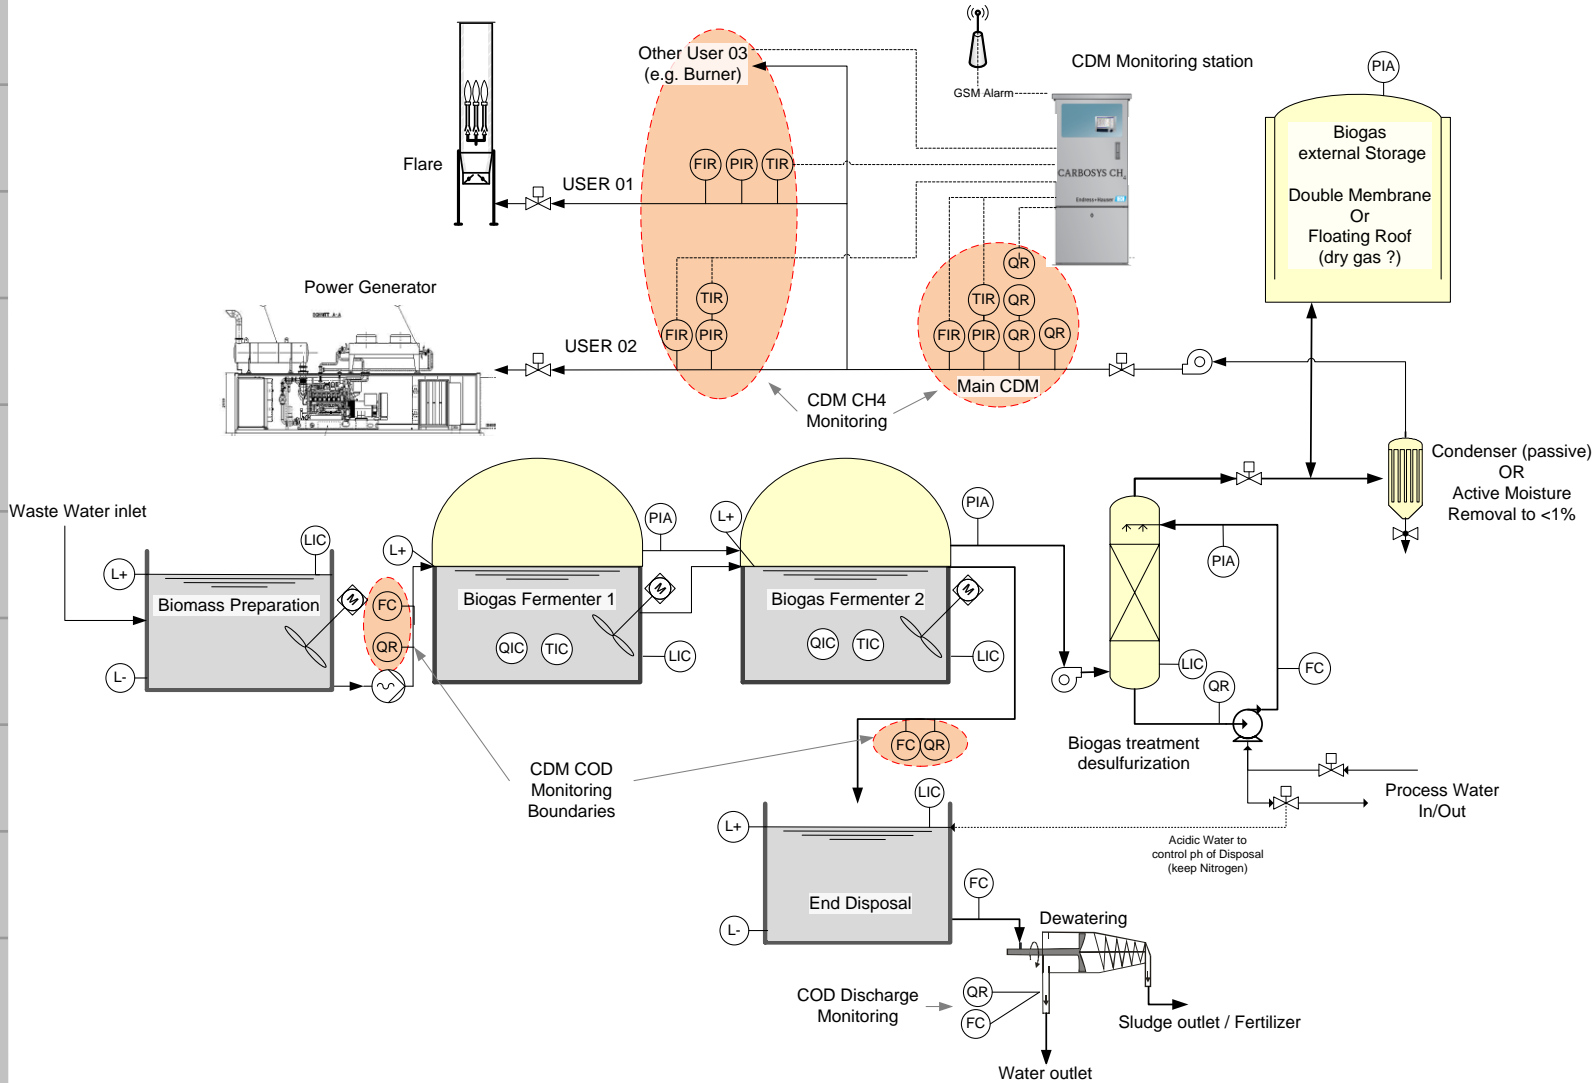 Other User 03
(e.g. Burner)
CDM Monitoring station
GSM Alarm
PIA
Biogas
external Storage
Double Membrane
Or
Floating Roof
(dry gas ?)
Flare
FIR
PIR
TIR
CARBOSYS CH4
Endress+Hauser
USER 01
QR
Power Generator
TIR
TIR
QR
FIR
PIR
FIR
PIR
QR
QR
USER 02
Main CDM
CDM CH4
Monitoring
Condenser (passive)
OR
Active Moisture
Removal to <1%
Waste Water inlet
PIA
L+
PIA
LIC
L+
PIA
L+
Biomass Preparation
M
FC
Biogas Fermenter 1
M
Biogas Fermenter 2
M
QR
QIC
TIC
LIC
QIC
TIC
LIC
LIC
FC
L-
QR
FC
QR
Biogas treatment
desulfurization
CDM COD
Monitoring
Boundaries
LIC
Process Water
In/Out
L+
Acidic Water to
control ph of Disposal
(keep Nitrogen)
FC
End Disposal
Dewatering
L-
COD Discharge
Monitoring
QR
FC
Sludge outlet / Fertilizer
Water outlet